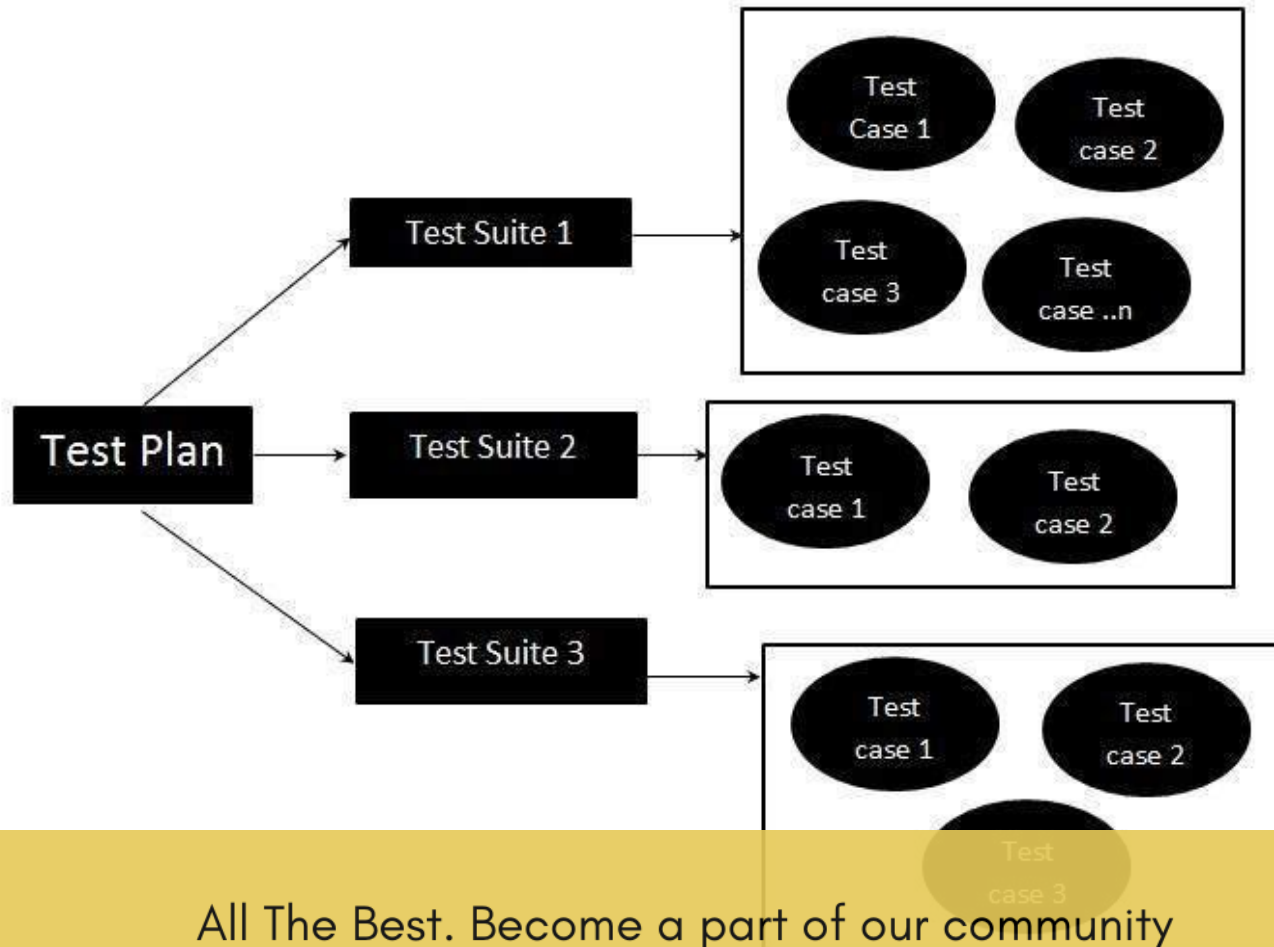 Test
Case 1
Test
case 2
Test Suite 1
Test
case 3
Test
case ..n
Test Plan
Test Suite 2
Test
case 1
Test
case 2
Test Suite 3
Test
case 1
Test
case 2
Test
case 3
All The Best. Become a part of our community